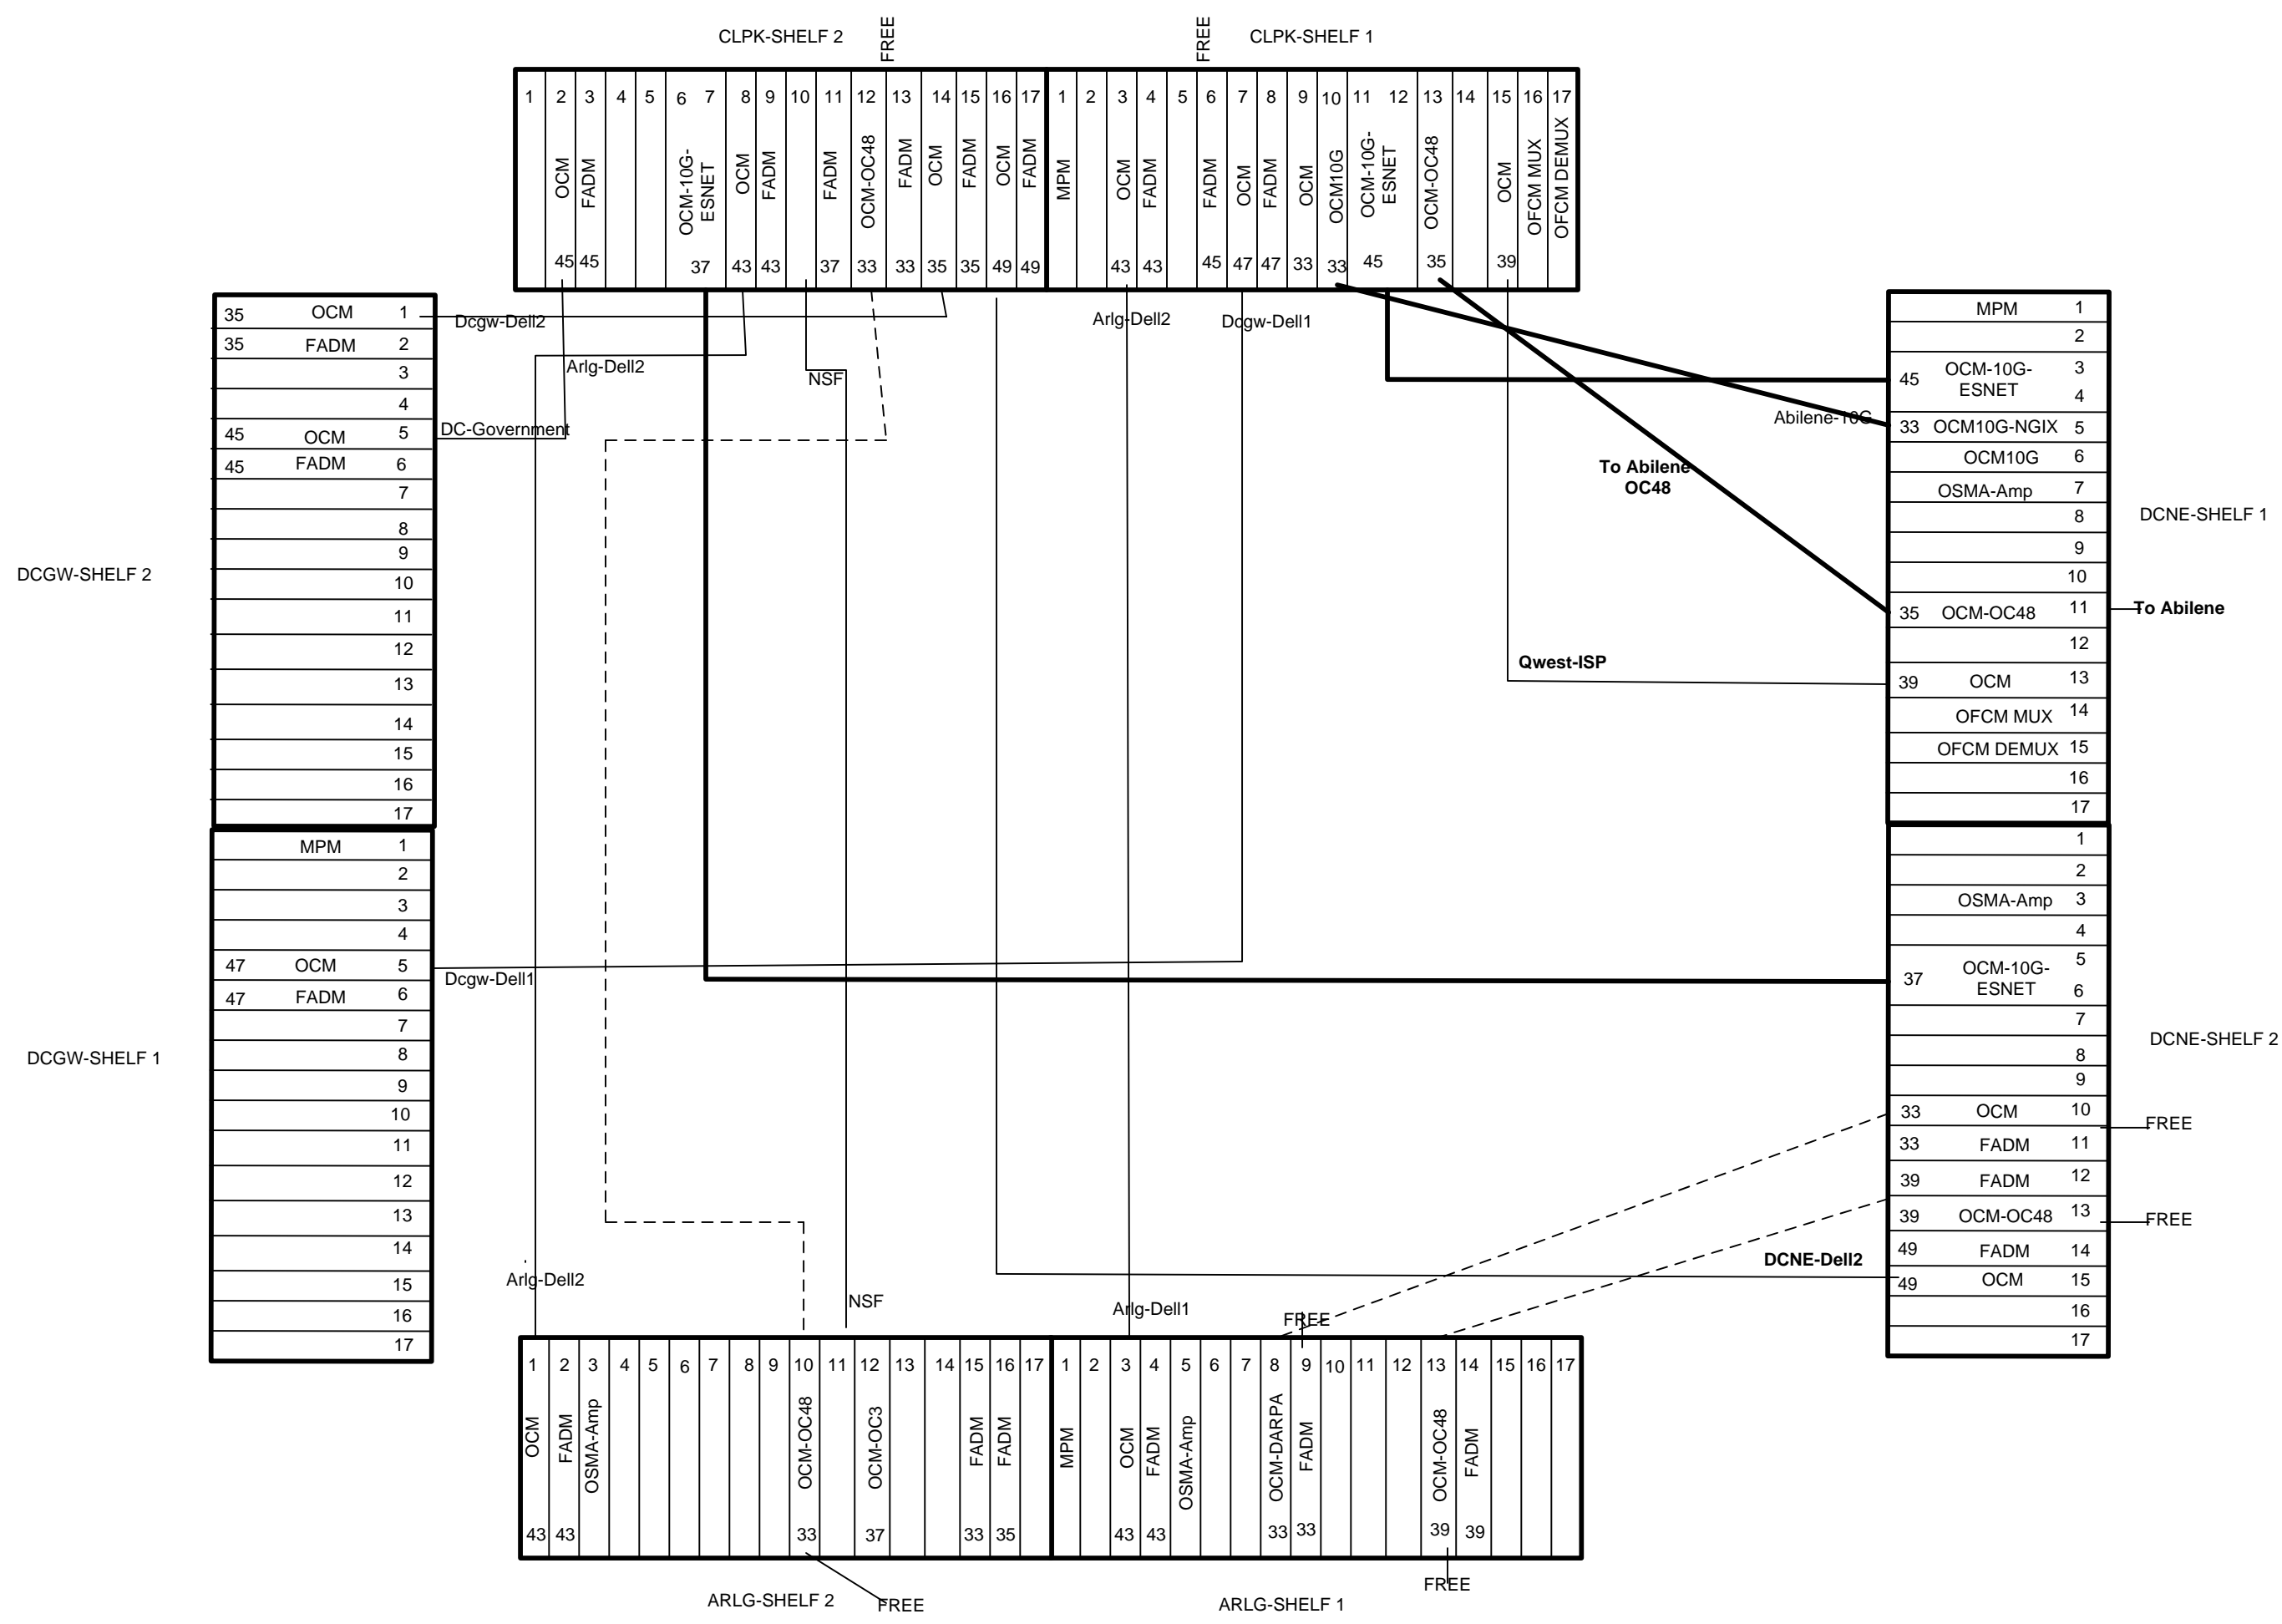 CLPK-SHELF 2
FREE
FREE
CLPK-SHELF 1
1 2 3 4 5 6 7 8 9 10 11 12 13 14 15 16 17
OCM
FADM
OCM-10G-
ESNET
OCM
FADM
FADM
OCM-OC48
FADM
OCM
FADM
OCM
FADM
45 45 37 43 43 37 33 33 35 35 49 49
1 2 3 4 5 6 7 8 9 10 11 12 13 14 15 16 17
MPM
OCM
FADM
FADM
OCM
FADM
OCM
OCM10G
OCM-10G-
ESNET
OCM-OC48
OCM
OFCM MUX
OFCM DEMUX
43 43 45 47 47 33 33 45 35 39
35 OCM 1
35 FADM 2
3
4
45 OCM 5
45 FADM 6
7
8
9
10
11
12
13
14
15
16
17
DCGW-SHELF 2
MPM 1
2
3
4
47 OCM 5
47 FADM 6
7
8
9
10
11
12
13
14
15
16
17
DCGW-SHELF 1
Dcgw-Dell2
Arlg-Dell2
DC-Government
NSF
Arlg-Dell2
Dcgw-Dell1
Abilene-10G
To Abilene
OC48
Qwest-ISP
Dcgw-Dell1
DCNE-Dell2
Arlg-Dell2
NSF
Arlg-Dell1
FREE
MPM 1
2
45 OCM-10G- 3
ESNET 4
33 OCM10G-NGIX 5
OCM10G 6
OSMA-Amp 7
8
9
10
35 OCM-OC48 11
12
39 OCM 13
OFCM MUX 14
OFCM DEMUX 15
16
17
DCNE-SHELF 1
To Abilene
1
2
OSMA-Amp 3
4
37 OCM-10G- 5
ESNET 6
7
8
9
33 OCM 10
33 FADM 11
39 FADM 12
39 OCM-OC48 13
49 FADM 14
49 OCM 15
16
17
DCNE-SHELF 2
FREE
FREE
1 2 3 4 5 6 7 8 9 10 11 12 13 14 15 16 17
OCM
FADM
OSMA-Amp
OCM-OC48
OCM-OC3
FADM
FADM
43 43 33 37 33 35
1 2 3 4 5 6 7 8 9 10 11 12 13 14 15 16 17
MPM
OCM
FADM
OSMA-Amp
OCM-DARPA
FADM
OCM-OC48
FADM
43 43 33 33 39 39
ARLG-SHELF 2
FREE
ARLG-SHELF 1
FREE